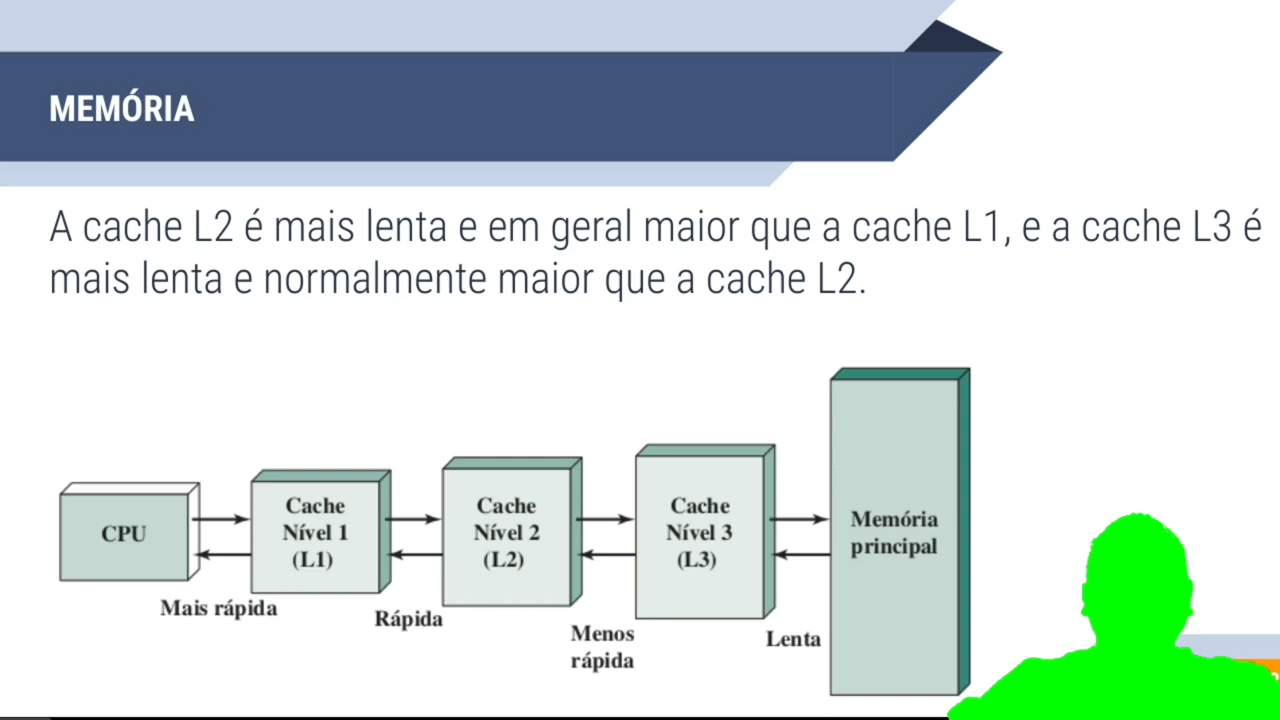 MEMÓRIA
A cache L2 é mais lenta e em geral maior que a cache L1, e a cache L3 é
mais lenta e normalmente maior que a cache L2.
CPU
Cache
Nível 1
(L1)
Cache
Nível 2
(L2)
Cache
Nível 3
(L3)
Memória
principal
Mais rápida
Rápida
Menos
rápida
Lenta